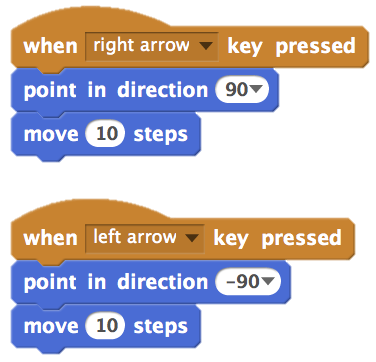 when right arrow key pressed
point in direction 90
move 10 steps
when left arrow key pressed
point in direction -90
move 10 steps